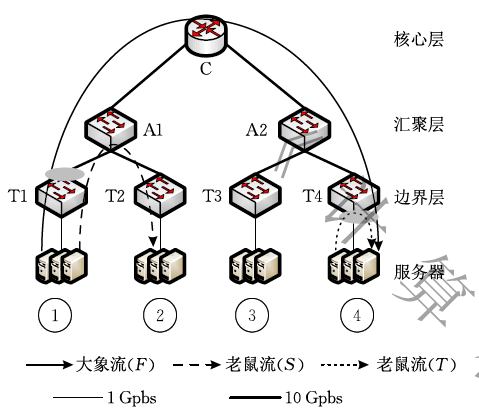 核心层
C
A1
A2
汇聚层
T1
T2
T3
T4
边界层
服务器
算
1
2
3
4
大象流(F)
老鼠流(S)
老鼠流(T)
1 Gpbs
10 Gpbs